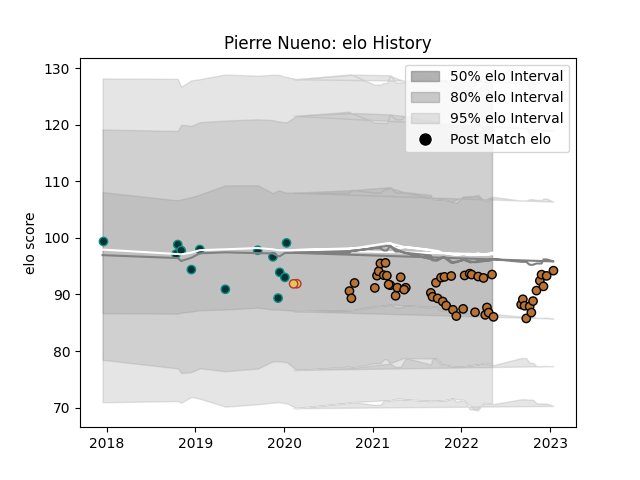 Pierre Nueno: elo History
130
120
110
100
90
80
70
elo score
50% elo Interval
80% elo Interval
95% elo Interval
Post Match elo
2018
2019
2020
2021
2022
2023